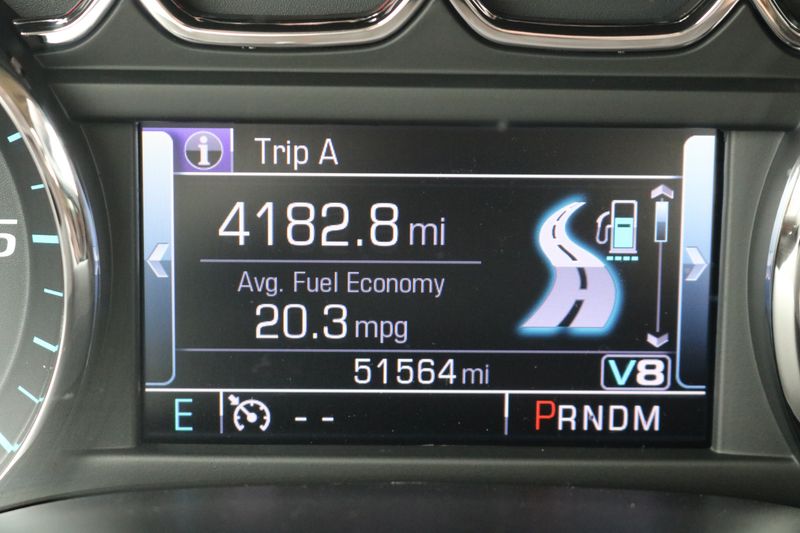 Trip A
4182.8 mi
Avg. Fuel Economy
20.3 mpg
51564 mi
V8
E -- PRNDM